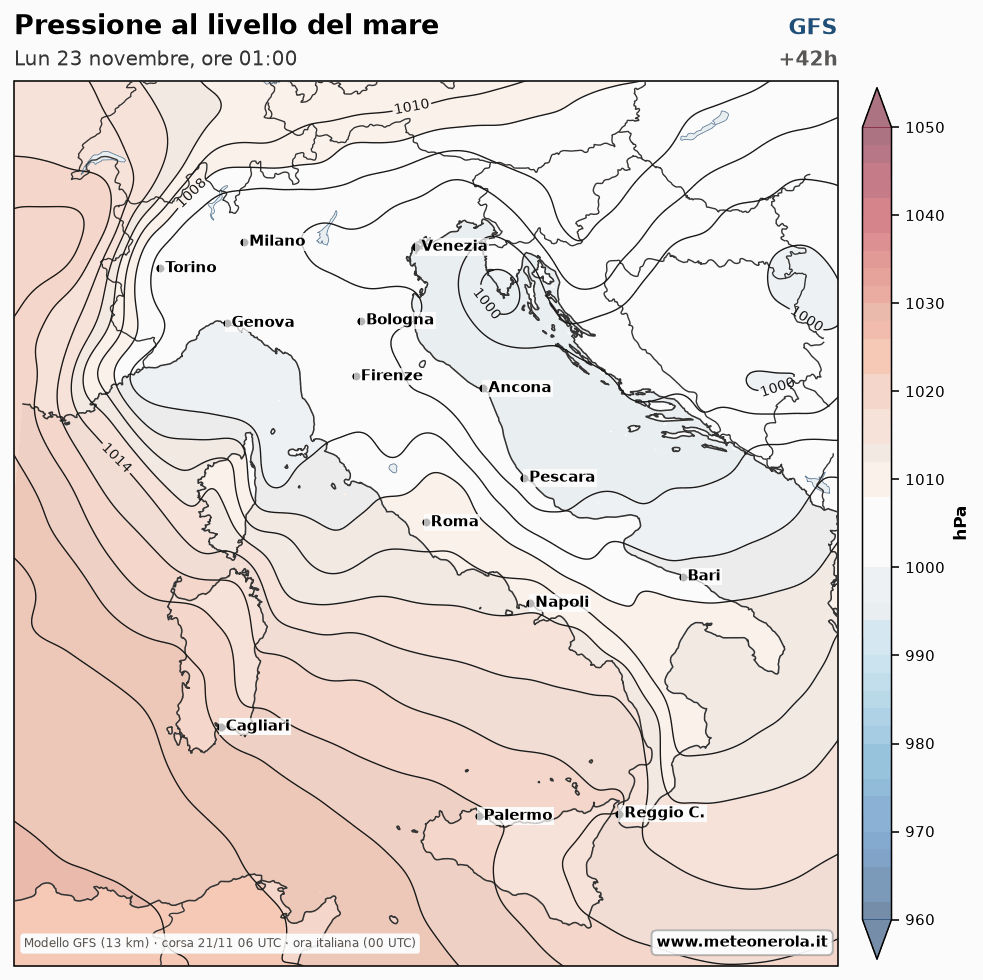 Pressione al livello del mare
GFS
Lun 23 novembre, ore 01:00
+42h
1010
1050
1008
1040
Milano
Venezia
Torino
1000
1030
1000
Genova
Bologna
Firenze
Ancona
1000
1020
1014
1010
Pescara
Roma
hPa
1000
Bari
Napoli
990
Cagliari
980
Palermo
Reggio C.
970
960
Modello GFS (13 km) · corsa 21/11 06 UTC · ora italiana (00 UTC)
www.meteonerola.it